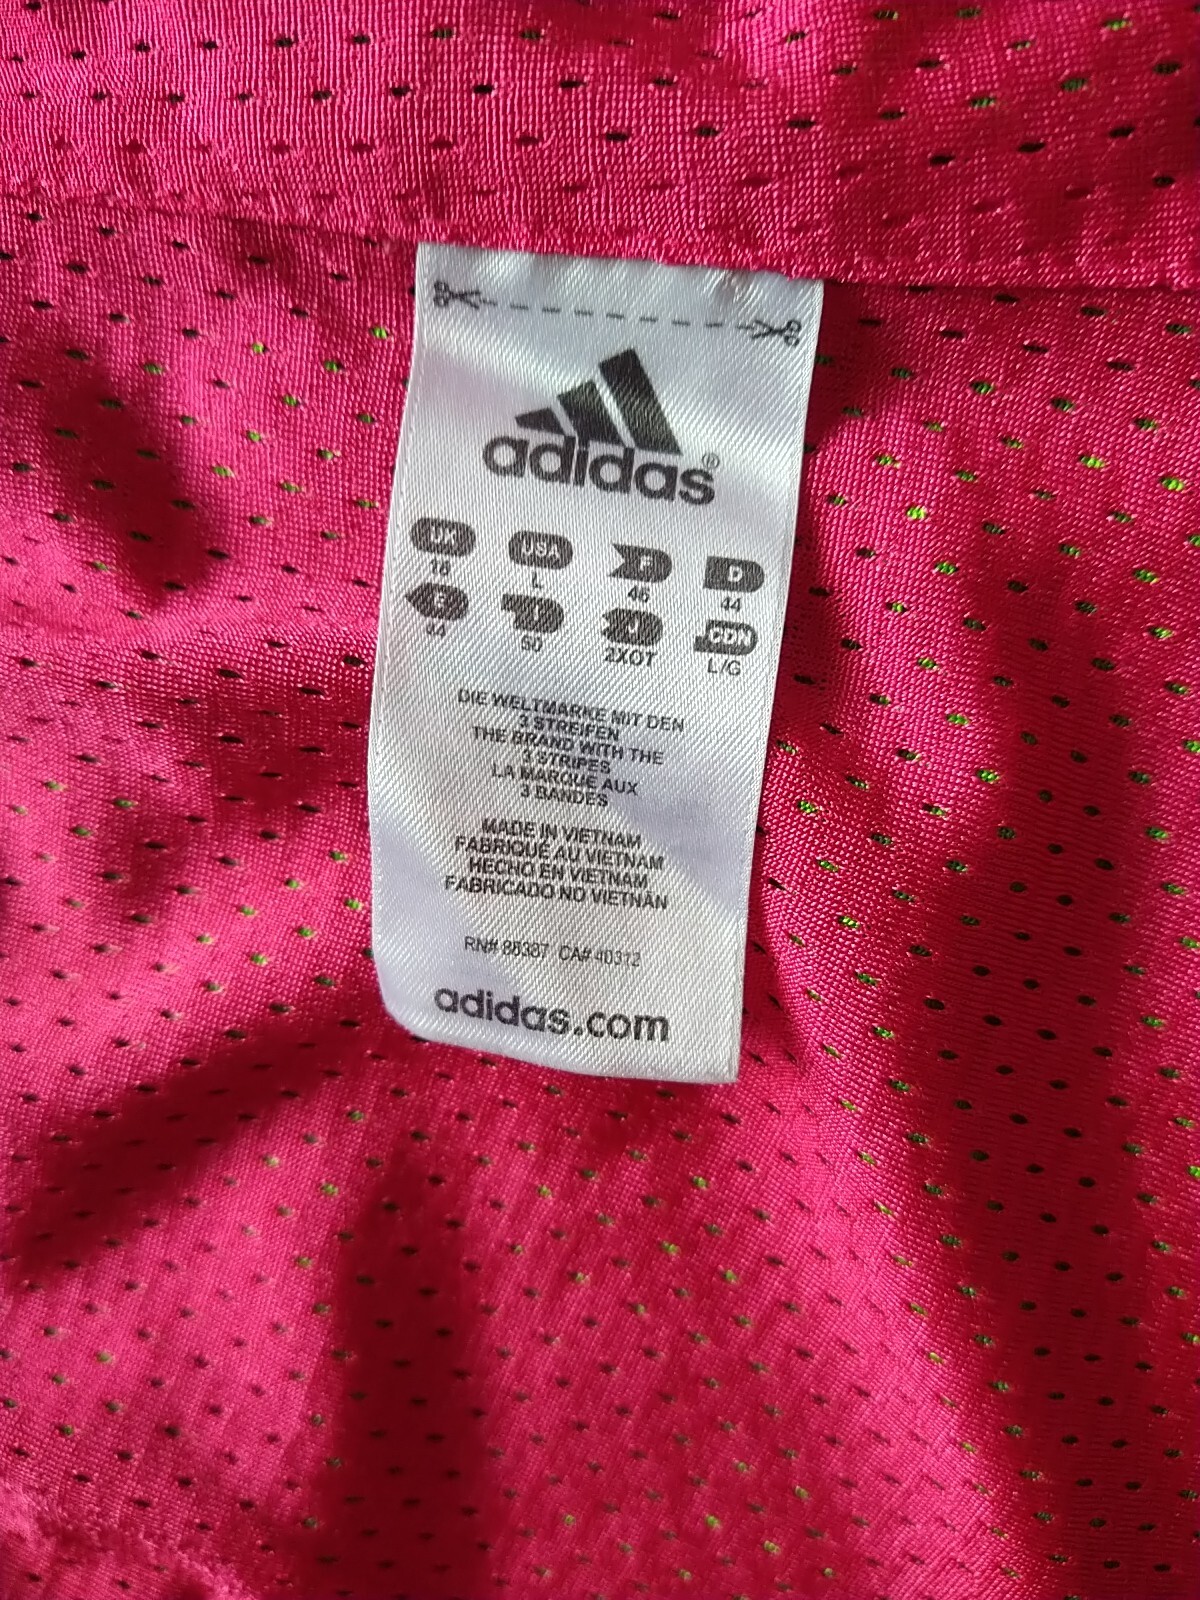 adidas®
UK USA F D
18 L 46 44
E I J CDN
44 50 2XOT L/G
DIE WELTMARKE MIT DEN
3 STREIFEN
THE BRAND WITH THE
3 STRIPES
LA MARQUE AUX
3 BANDES
MADE IN VIETNAM
FABRIQUÉ AU VIETNAM
HECHO EN VIETNAM
FABRICADO NO VIETNAN
RN# 88387 CA# 40312
adidas.com